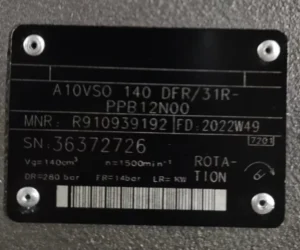 A10VSO 140 DFR/31R-
PPB12N00
MNR: R910939192 FD: 2022W49
SN: 36372726 7201
Vg=140cm³ n=1500min⁻¹ ROTA-
DR=280 bar FR=14bar LR= KW TION